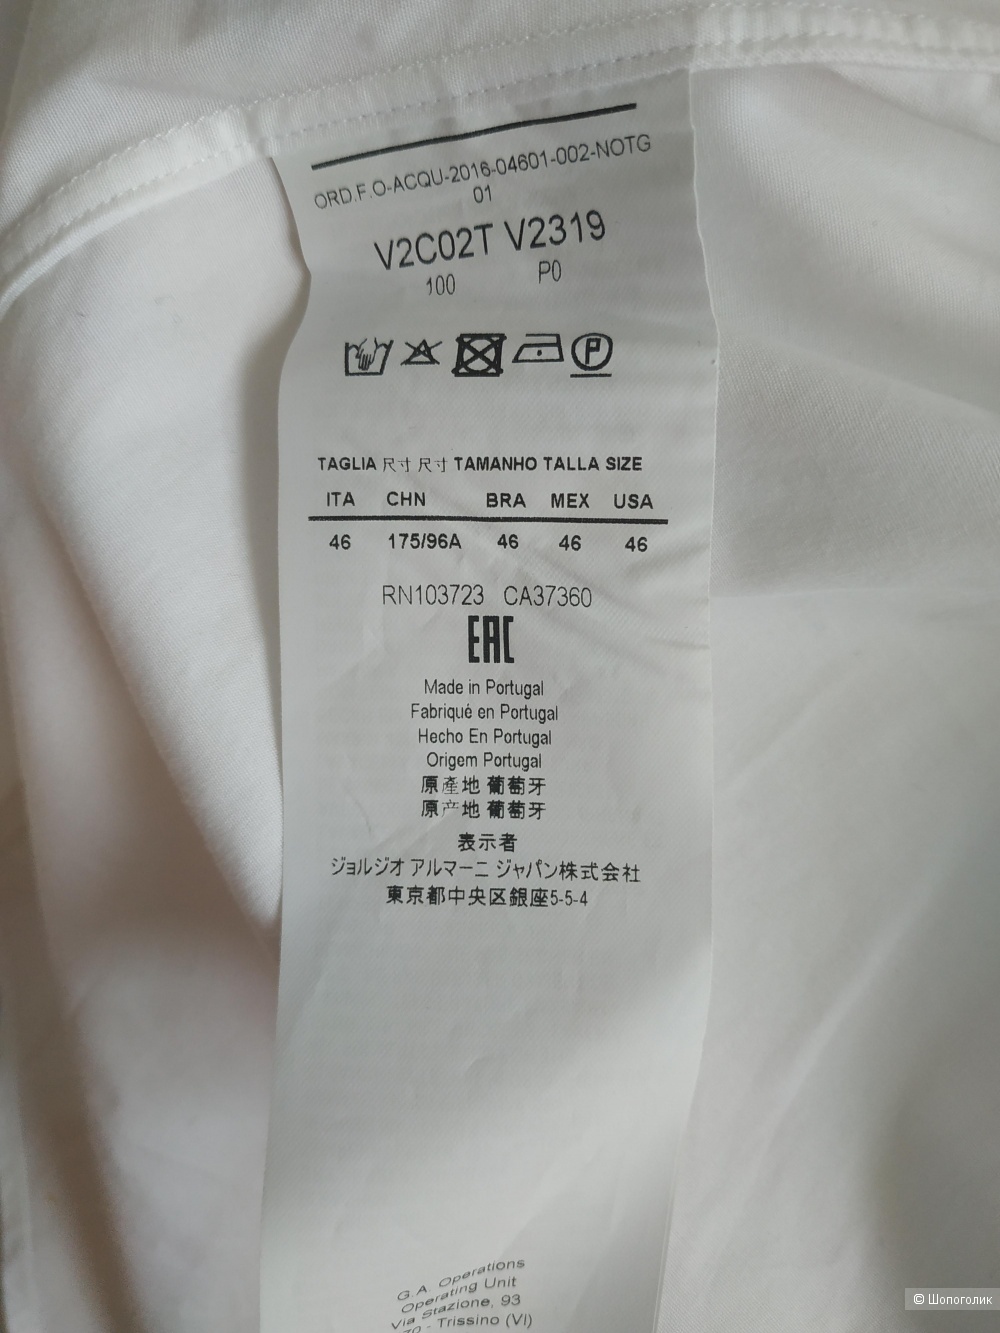 ORD.F.O-ACQU-2016-04601-002-NOTG
01
V2C02T V2319
100 P0
P
TAGLIA 尺寸 尺寸 TAMANHO TALLA SIZE
ITA CHN BRA MEX USA
46 175/96A 46 46 46
RN103723 CA37360
EAC
Made in Portugal
Fabriqué en Portugal
Hecho En Portugal
Origem Portugal
原產地 葡萄牙
原产地 葡萄牙
表示者
ジョルジオ アルマーニ ジャパン株式会社
東京都中央区銀座5-5-4
G.A. Operations
Operating Unit
Via Stazione, 93
- Trissino (VI)
© Шопоголик